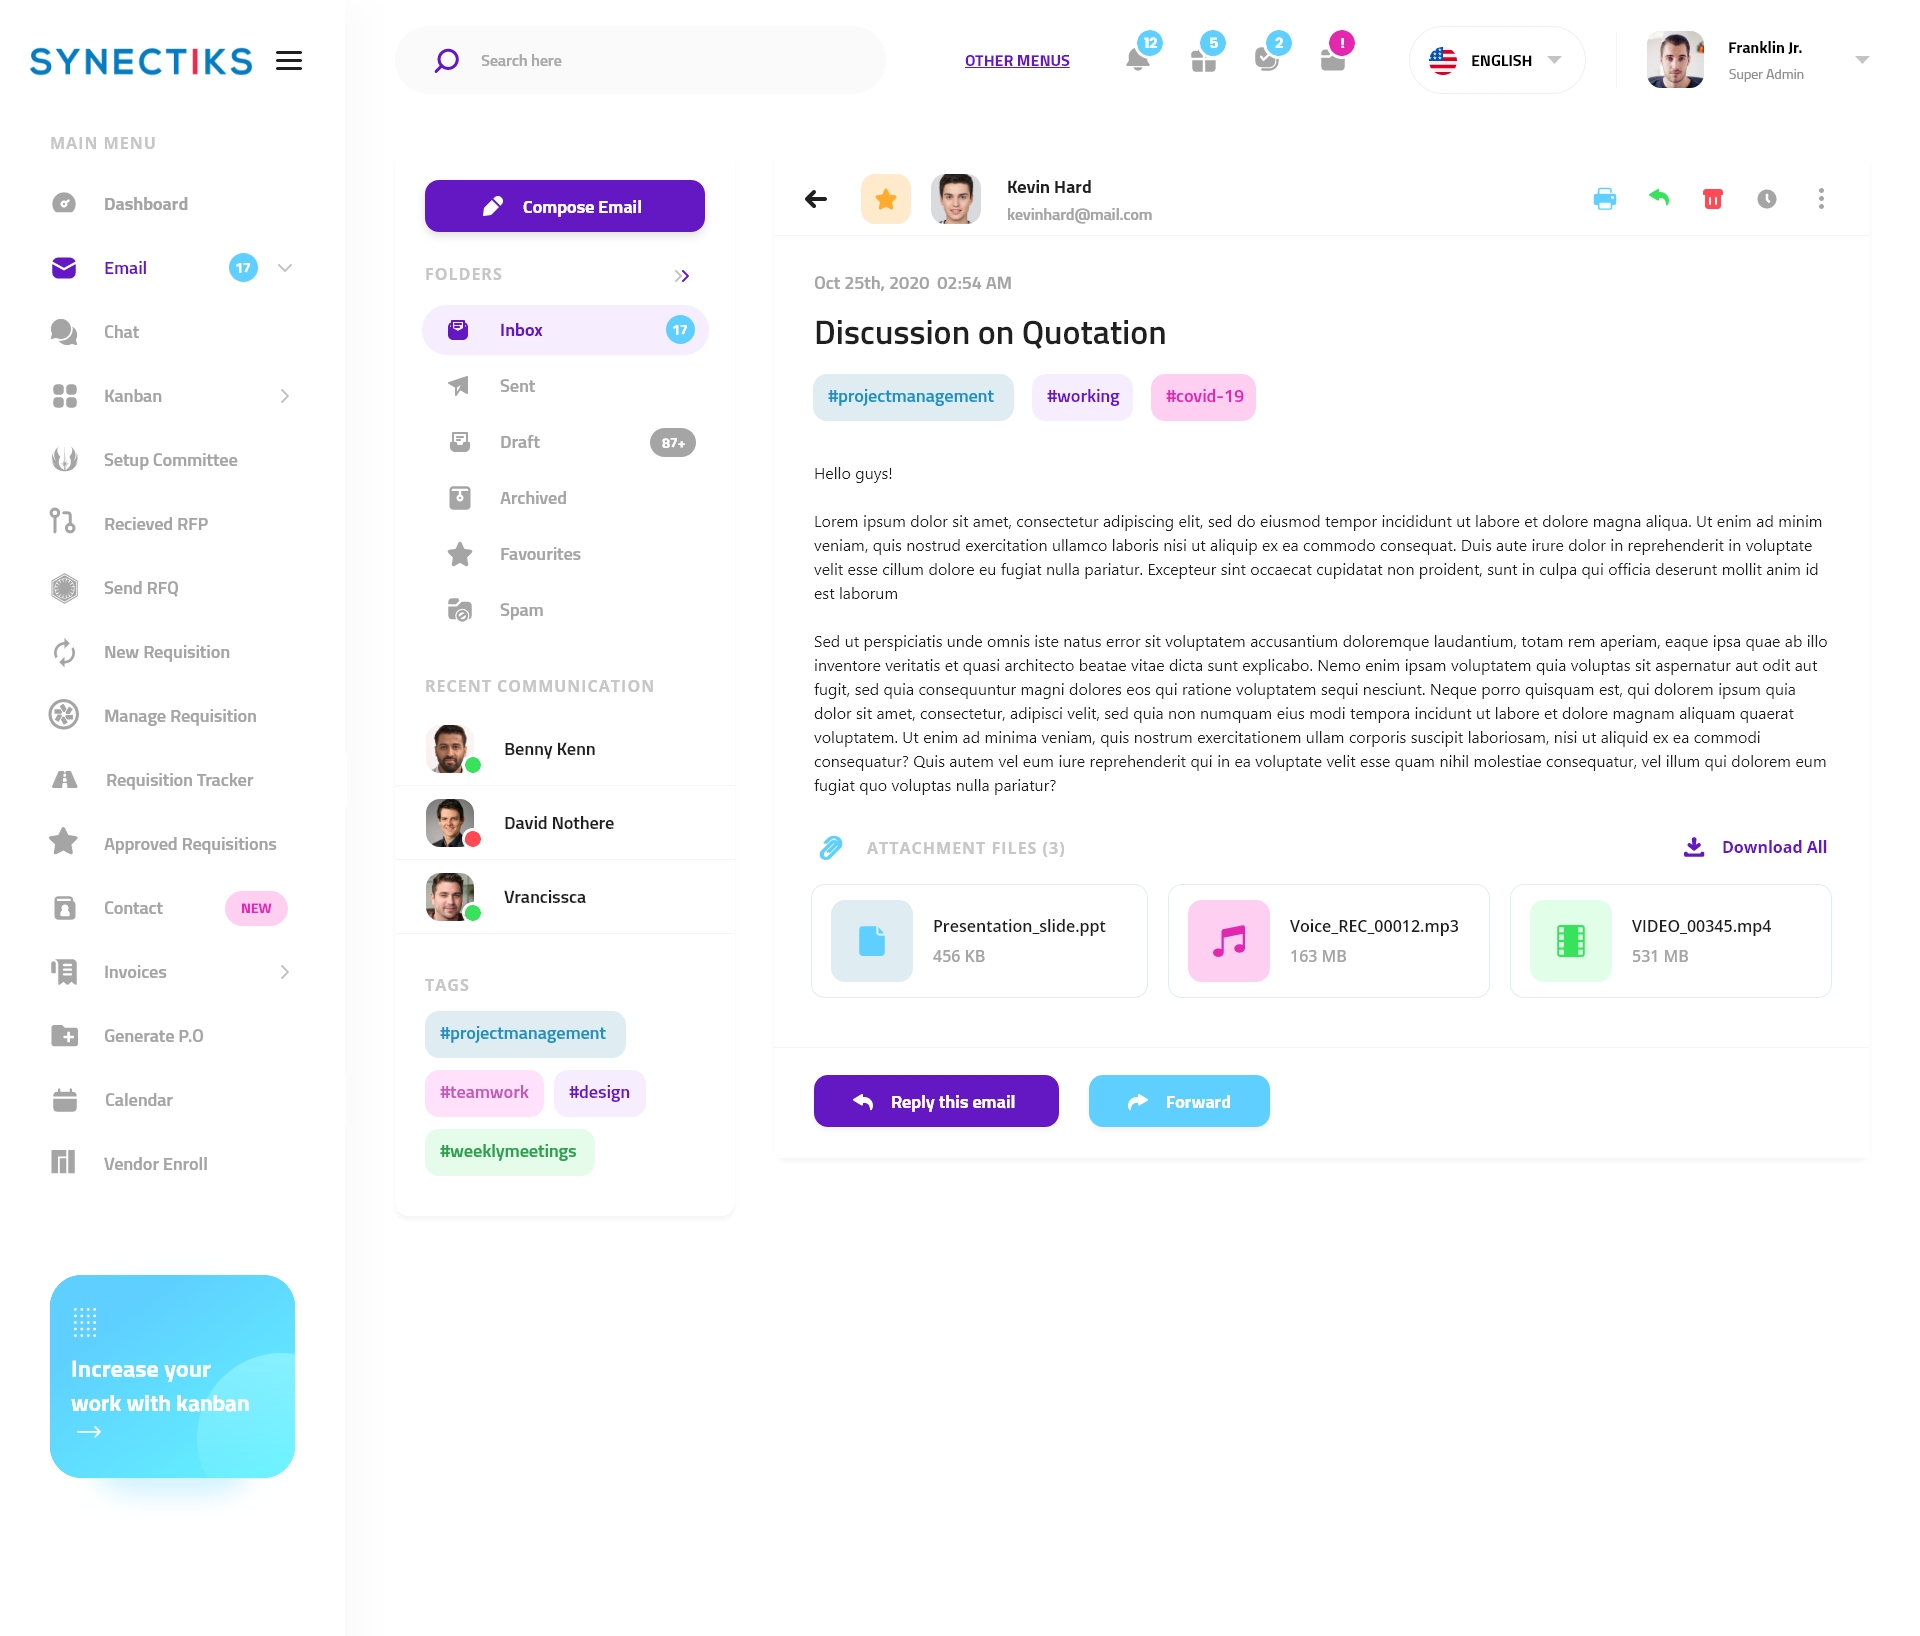 SYNECTIKS
Search here
OTHER MENUS
12
5
2
!
ENGLISH
Franklin Jr.
Super Admin
MAIN MENU
Dashboard
Email
17
Chat
Kanban
Setup Committee
Recieved RFP
Send RFQ
New Requisition
Manage Requisition
Requisition Tracker
Approved Requisitions
Contact
NEW
Invoices
Generate P.O
Calendar
Vendor Enroll
Increase your
work with kanban
Compose Email
FOLDERS
Inbox
17
Sent
Draft
87+
Archived
Favourites
Spam
RECENT COMMUNICATION
Benny Kenn
David Nothere
Vrancissca
TAGS
#projectmanagement
#teamwork
#design
#weeklymeetings
Kevin Hard
kevinhard@mail.com
Oct 25th, 2020 02:54 AM
Discussion on Quotation
#projectmanagement
#working
#covid-19
Hello guys!
Lorem ipsum dolor sit amet, consectetur adipiscing elit, sed do eiusmod tempor incididunt ut labore et dolore magna aliqua. Ut enim ad minim
veniam, quis nostrud exercitation ullamco laboris nisi ut aliquip ex ea commodo consequat. Duis aute irure dolor in reprehenderit in voluptate
velit esse cillum dolore eu fugiat nulla pariatur. Excepteur sint occaecat cupidatat non proident, sunt in culpa qui officia deserunt mollit anim id
est laborum
Sed ut perspiciatis unde omnis iste natus error sit voluptatem accusantium doloremque laudantium, totam rem aperiam, eaque ipsa quae ab illo
inventore veritatis et quasi architecto beatae vitae dicta sunt explicabo. Nemo enim ipsam voluptatem quia voluptas sit aspernatur aut odit aut
fugit, sed quia consequuntur magni dolores eos qui ratione voluptatem sequi nesciunt. Neque porro quisquam est, qui dolorem ipsum quia
dolor sit amet, consectetur, adipisci velit, sed quia non numquam eius modi tempora incidunt ut labore et dolore magnam aliquam quaerat
voluptatem. Ut enim ad minima veniam, quis nostrum exercitationem ullam corporis suscipit laboriosam, nisi ut aliquid ex ea commodi
consequatur? Quis autem vel eum iure reprehenderit qui in ea voluptate velit esse quam nihil molestiae consequatur, vel illum qui dolorem eum
fugiat quo voluptas nulla pariatur?
ATTACHMENT FILES (3)
Download All
Presentation_slide.ppt
456 KB
Voice_REC_00012.mp3
163 MB
VIDEO_00345.mp4
531 MB
Reply this email
Forward